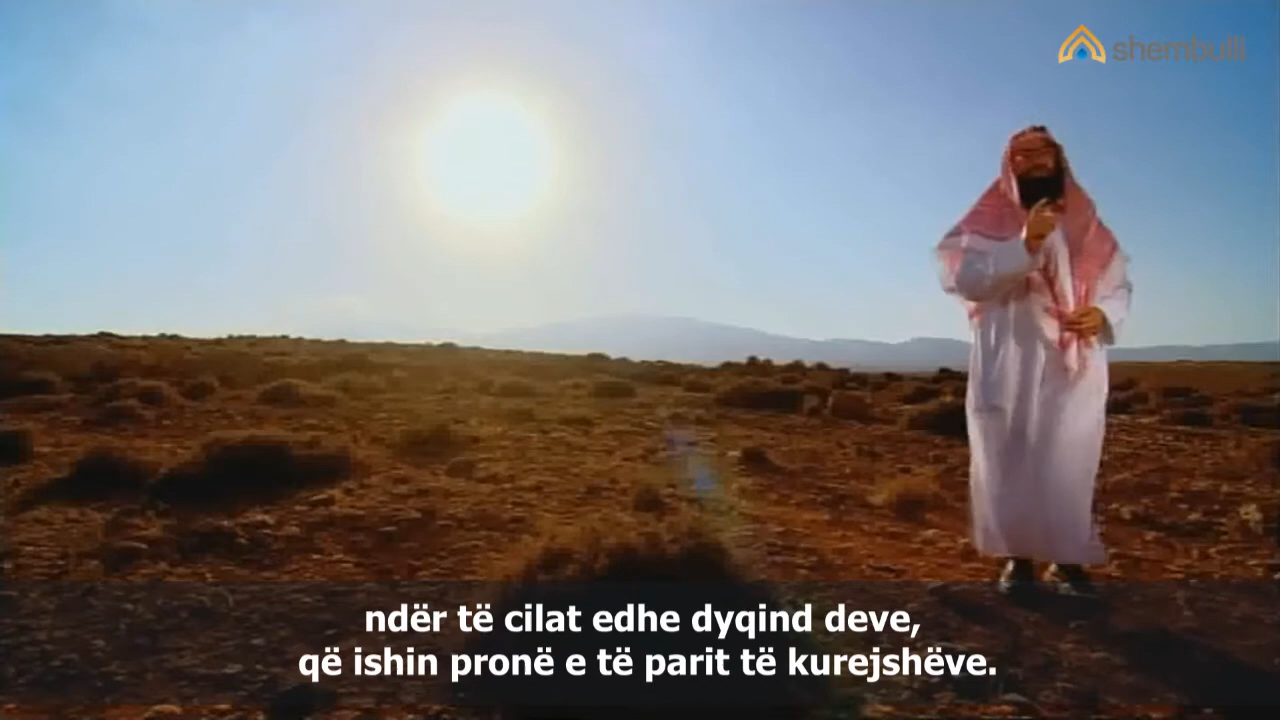 shembulli
ndër të cilat edhe dyqind deve,
që ishin pronë e të parit të kurejshëve.